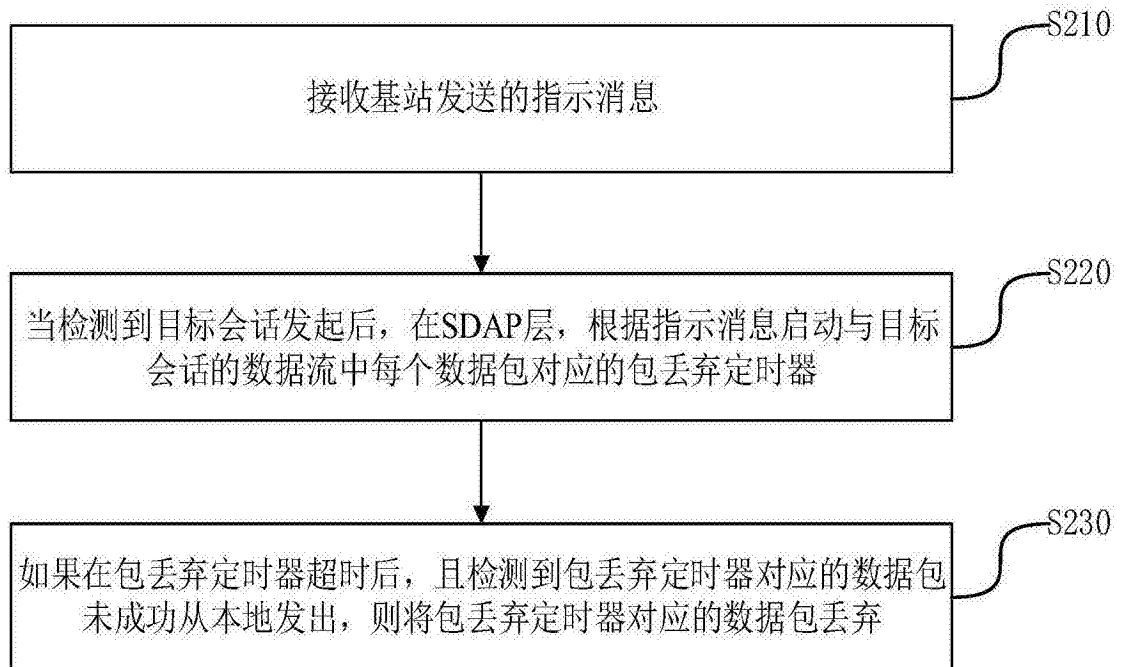 S210
接收基站发送的指示消息
S220
当检测到目标会话发起后，在SDAP层，根据指示消息启动与目标
会话的数据流中每个数据包对应的包丢弃定时器
S230
如果在包丢弃定时器超时后，且检测到包丢弃定时器对应的数据包
未成功从本地发出，则将包丢弃定时器对应的数据包丢弃